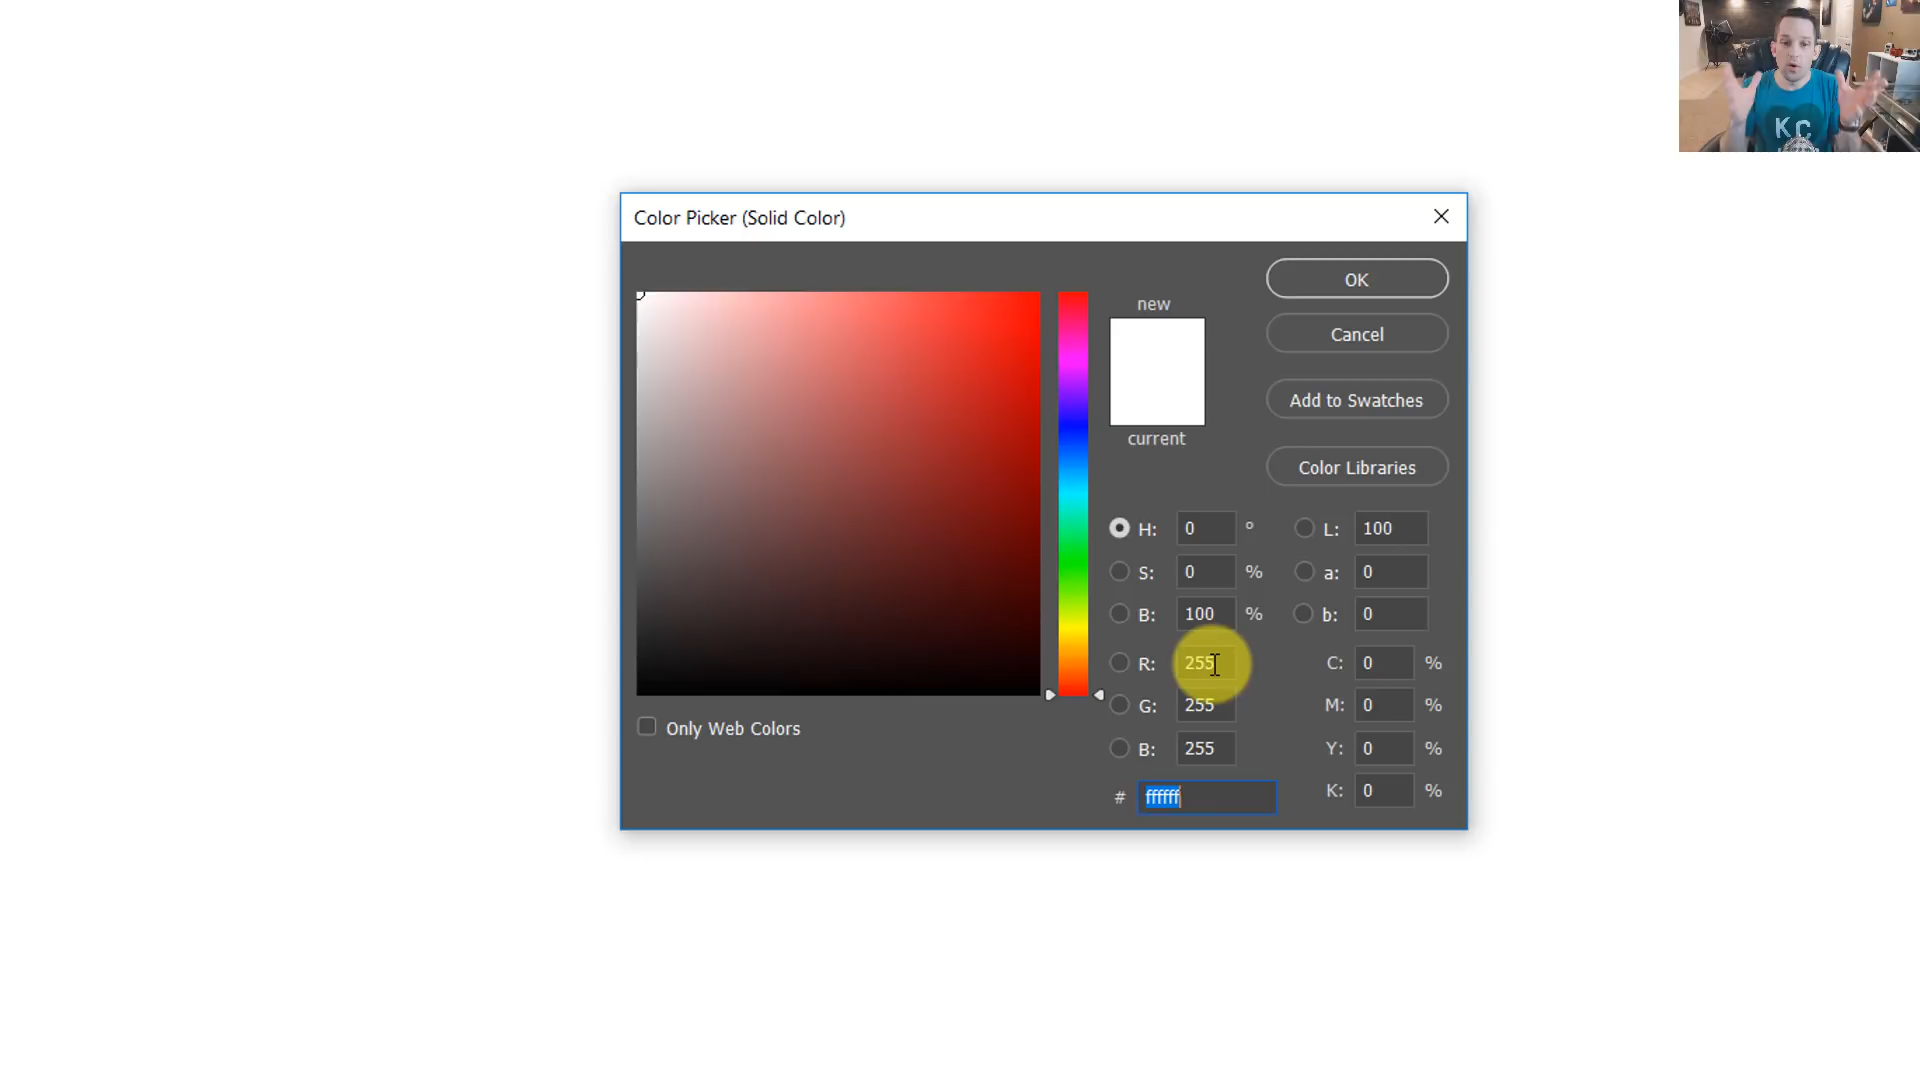 K C
Color Picker (Solid Color)
OK
new
Cancel
Add to Swatches
current
Color Libraries
H: 0 °
L: 100
S: 0 %
a: 0
B: 100 %
b: 0
R: 255
C: 0 %
G: 255
M: 0 %
Only Web Colors
B: 255
Y: 0 %
# ffffff
K: 0 %